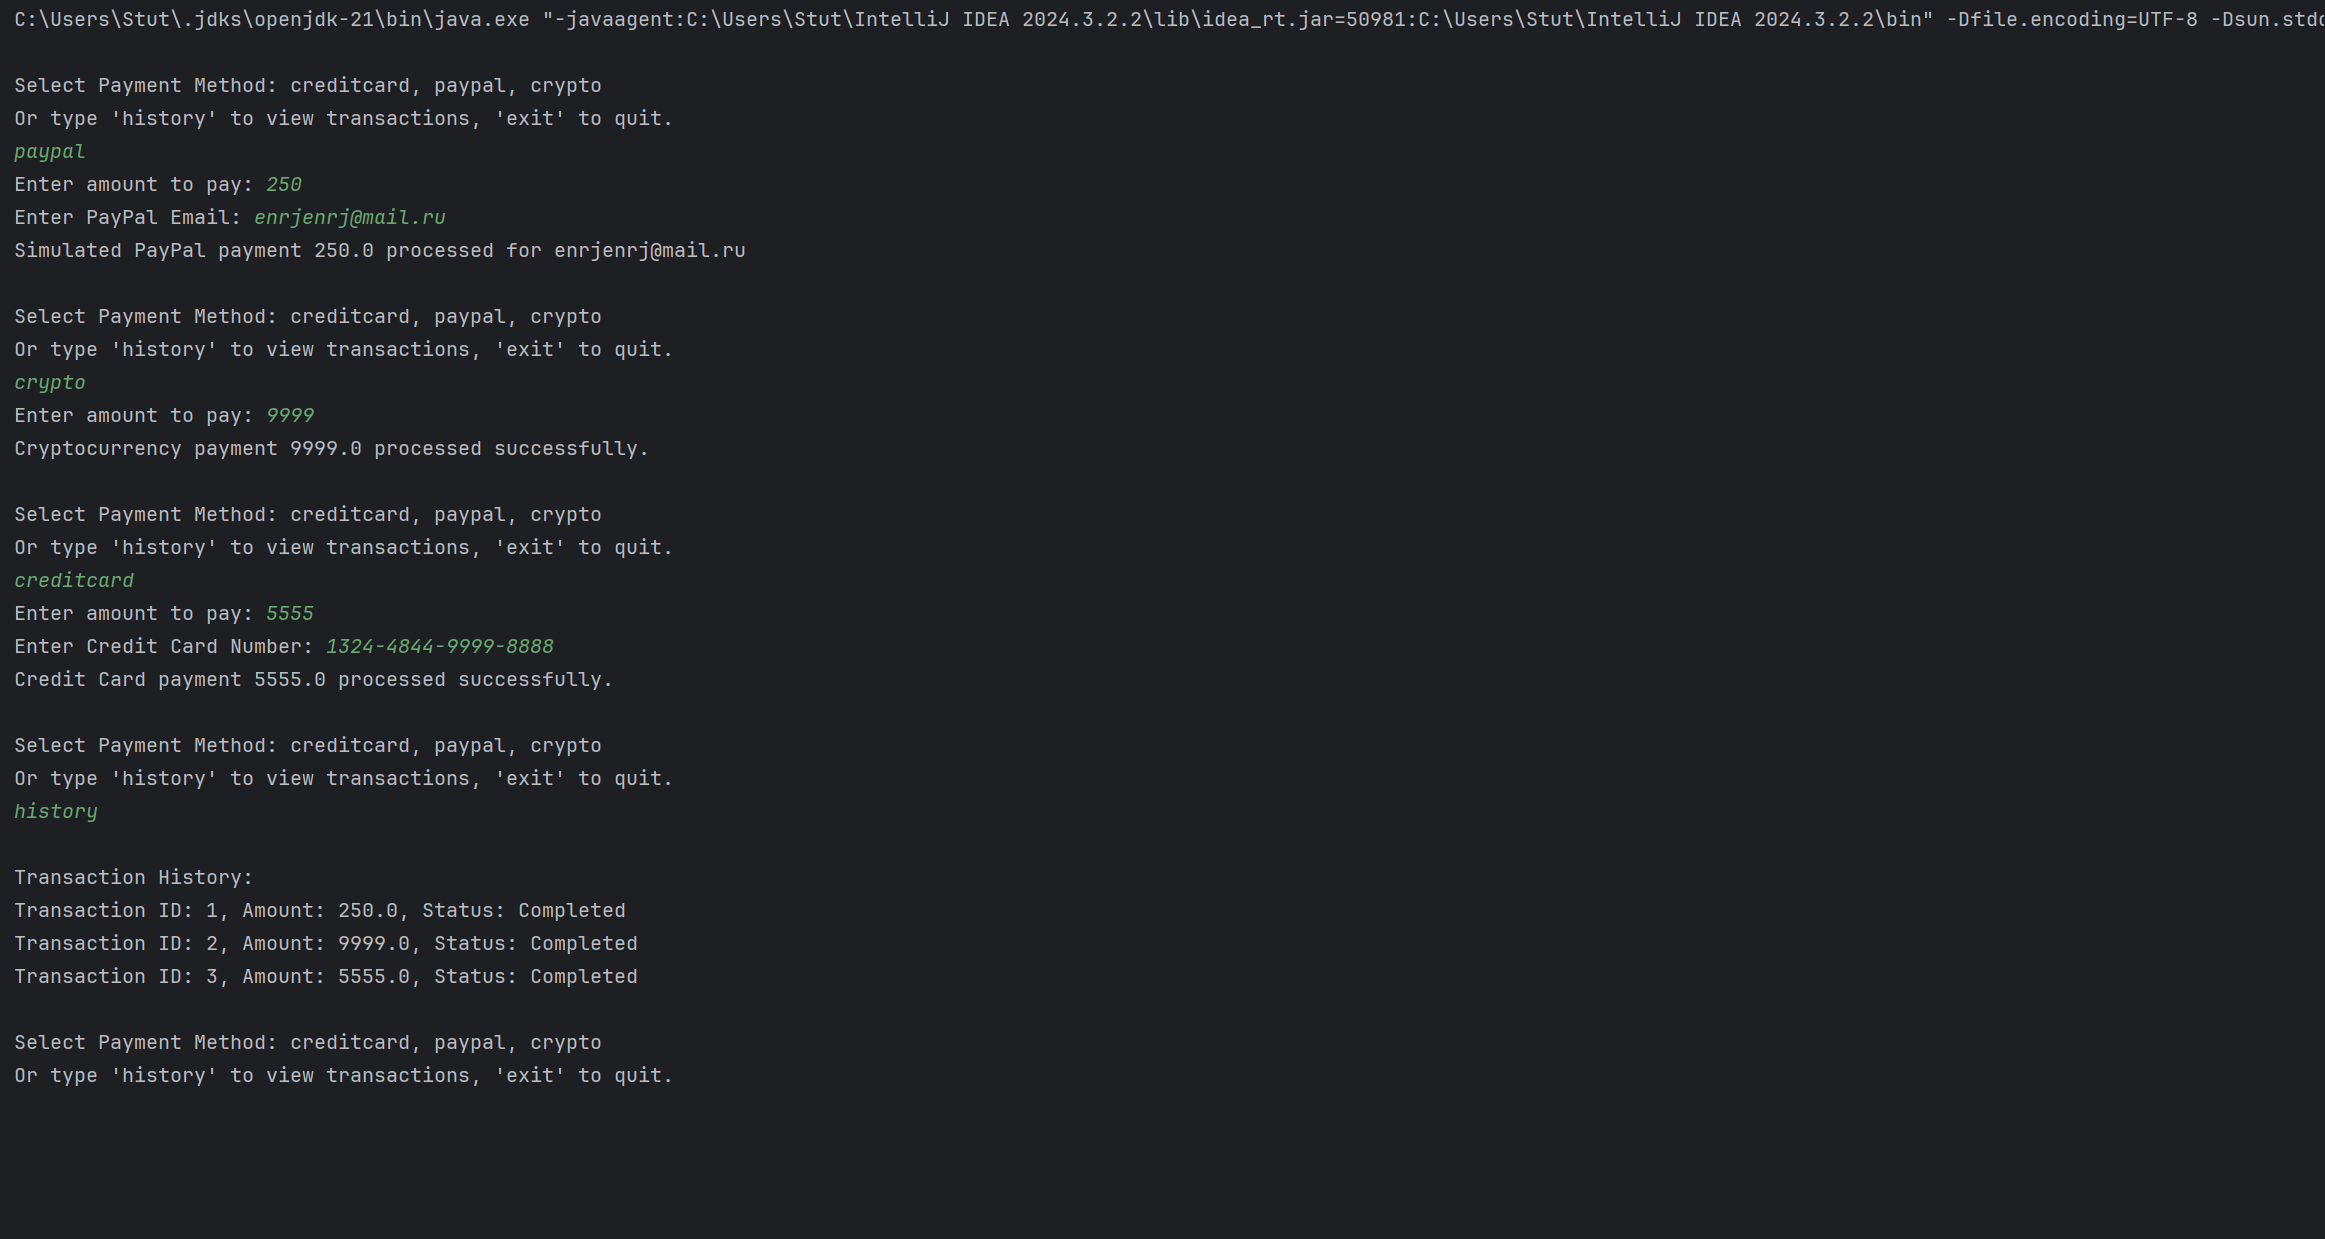 C:\Users\Stut\.jdks\openjdk-21\bin\java.exe "-javaagent:C:\Users\Stut\IntelliJ IDEA 2024.3.2.2\lib\idea_rt.jar=50981:C:\Users\Stut\IntelliJ IDEA 2024.3.2.2\bin" -Dfile.encoding=UTF-8
Select Payment Method: creditcard, paypal, crypto
Or type 'history' to view transactions, 'exit' to quit.
paypal
Enter amount to pay: 250
Enter PayPal Email: enrjenrj@mail.ru
Simulated PayPal payment 250.0 processed for enrjenrj@mail.ru
Select Payment Method: creditcard, paypal, crypto
Or type 'history' to view transactions, 'exit' to quit.
crypto
Enter amount to pay: 9999
Cryptocurrency payment 9999.0 processed successfully.
Select Payment Method: creditcard, paypal, crypto
Or type 'history' to view transactions, 'exit' to quit.
creditcard
Enter amount to pay: 5555
Enter Credit Card Number: 1324-4844-9999-8888
Credit Card payment 5555.0 processed successfully.
Select Payment Method: creditcard, paypal, crypto
Or type 'history' to view transactions, 'exit' to quit.
history
Transaction History:
Transaction ID: 1, Amount: 250.0, Status: Completed
Transaction ID: 2, Amount: 9999.0, Status: Completed
Transaction ID: 3, Amount: 5555.0, Status: Completed
Select Payment Method: creditcard, paypal, crypto
Or type 'history' to view transactions, 'exit' to quit.